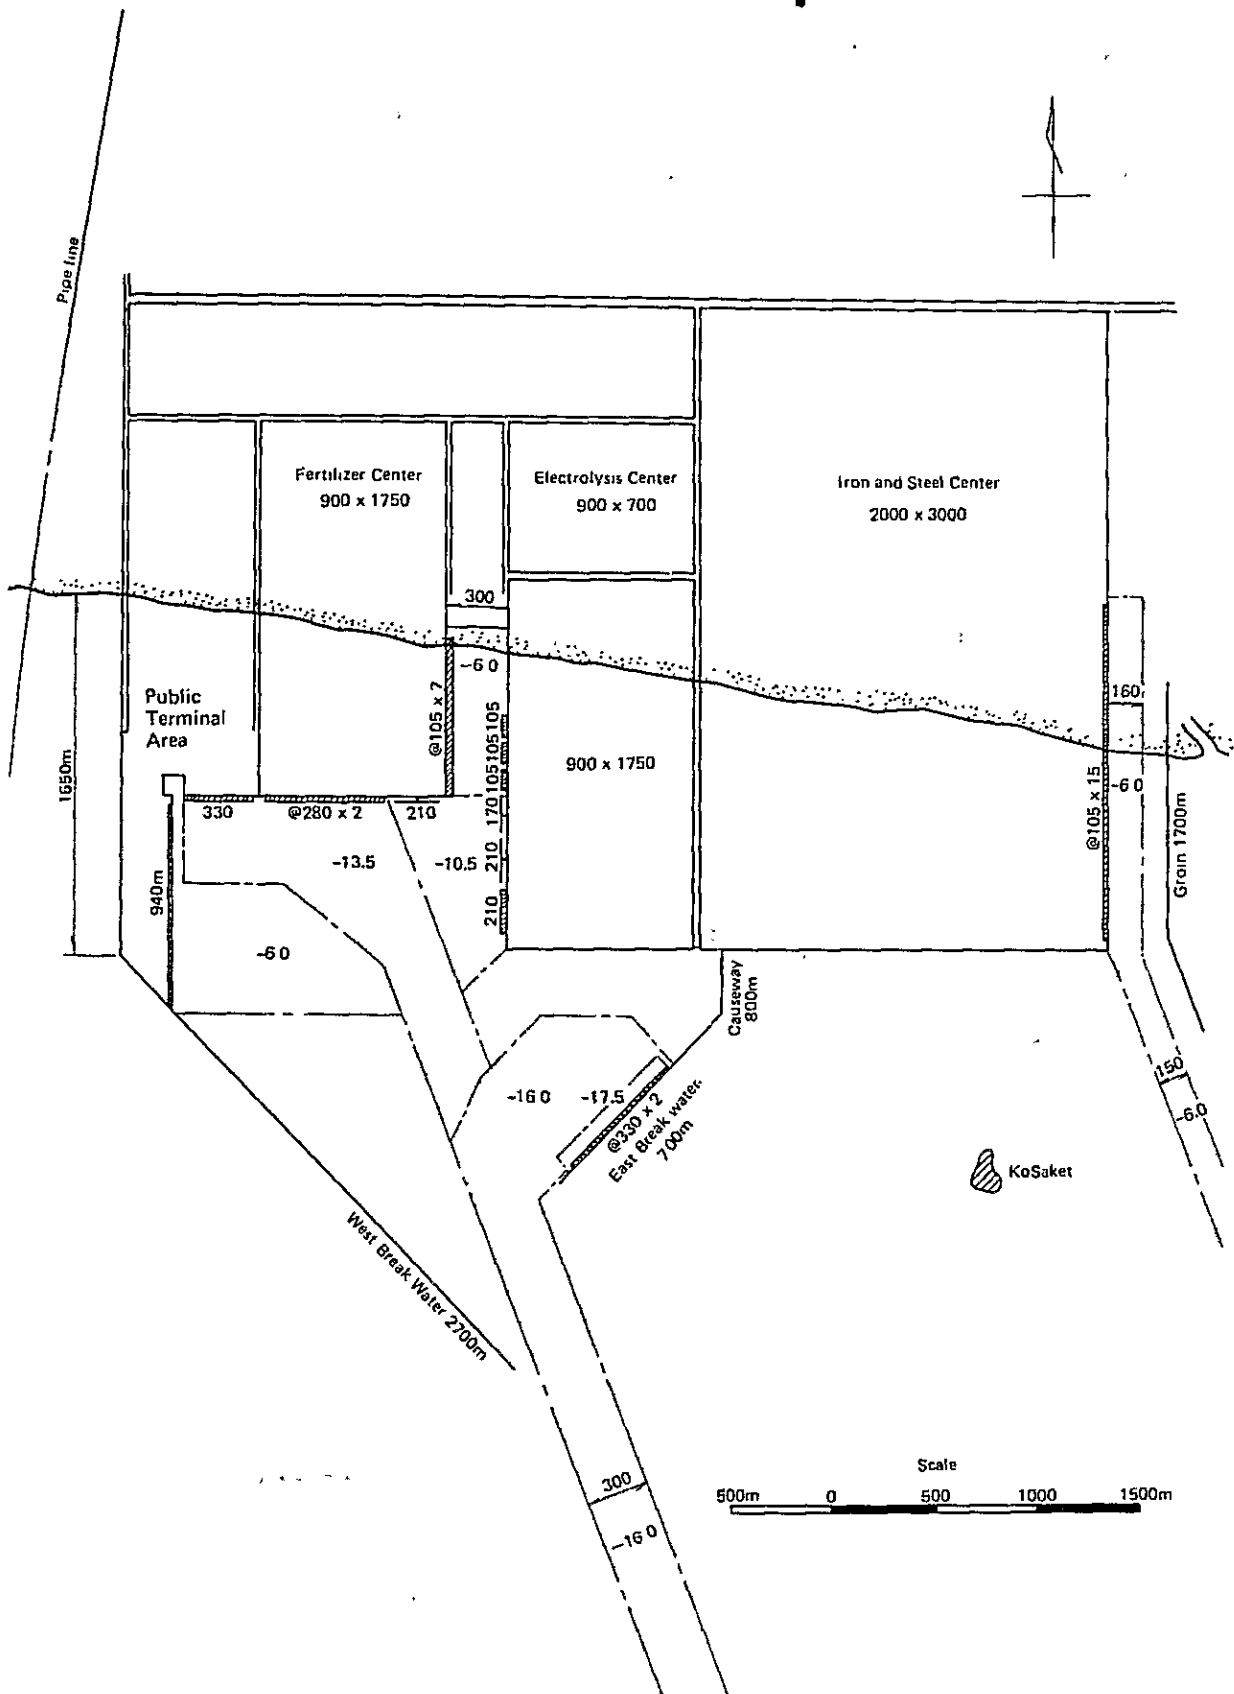 Pipe line
Fertilizer Center
900 x 1750
Electrolysis Center
900 x 700
Iron and Steel Center
2000 x 3000
300
-6 0
@105 x 7
Public
Terminal
Area
1650m
330
@280 x 2
210
105
105
105
170
210
210
900 x 1750
160
-6 0
@105 x 15
Groin 1700m
-13.5
-10.5
940m
-6 0
Causeway
800m
-16 0
-17.5
@330 x 2
East Break water
700m
150
-6.0
KoSaket
West Break Water 2700m
300
-16 0
Scale
500m 0 500 1000 1500m